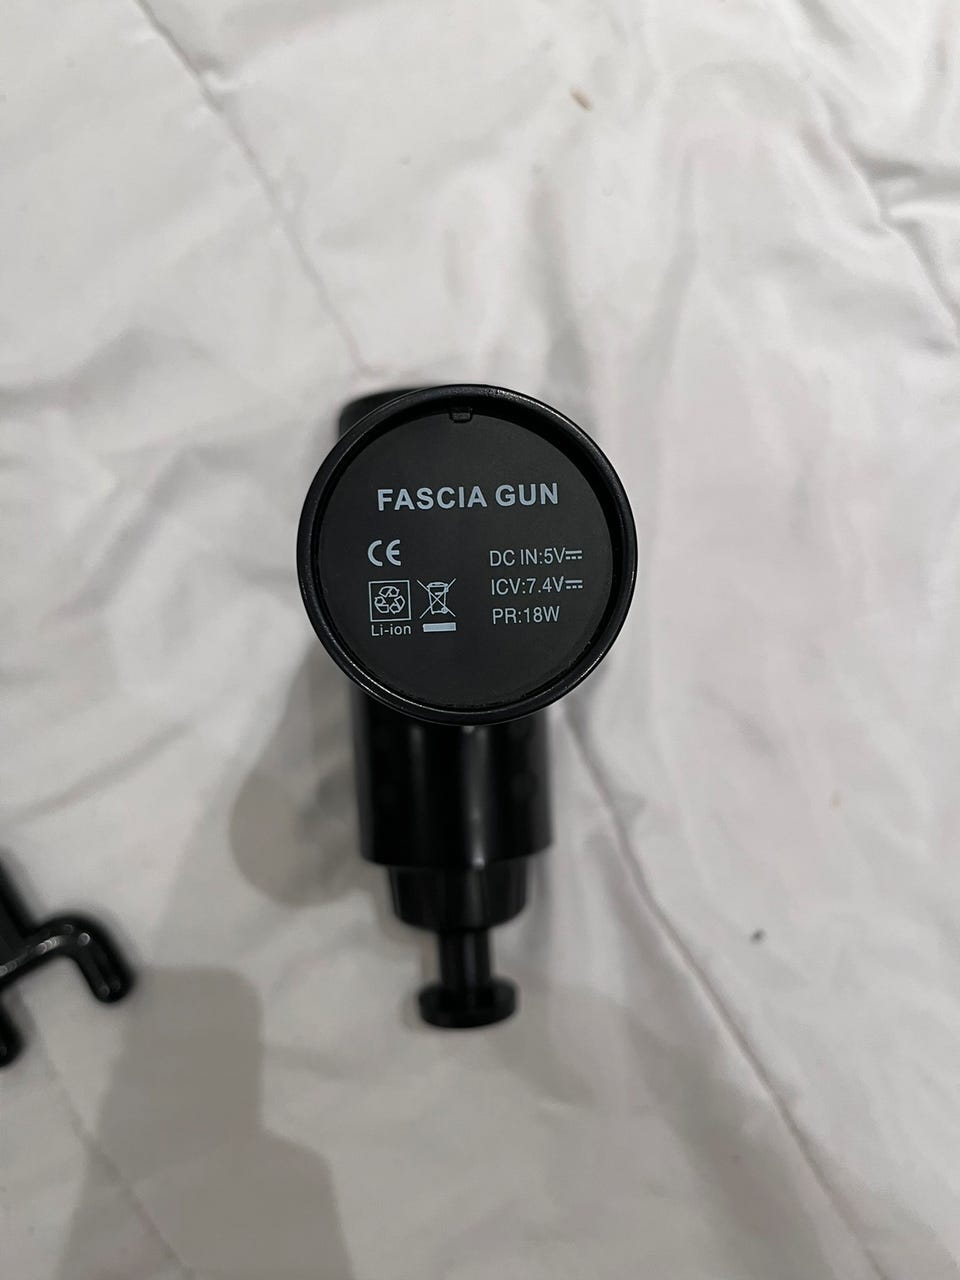 FASCIA GUN
CE
DC IN:5V⎓
ICV:7.4V⎓
PR:18W
Li-ion